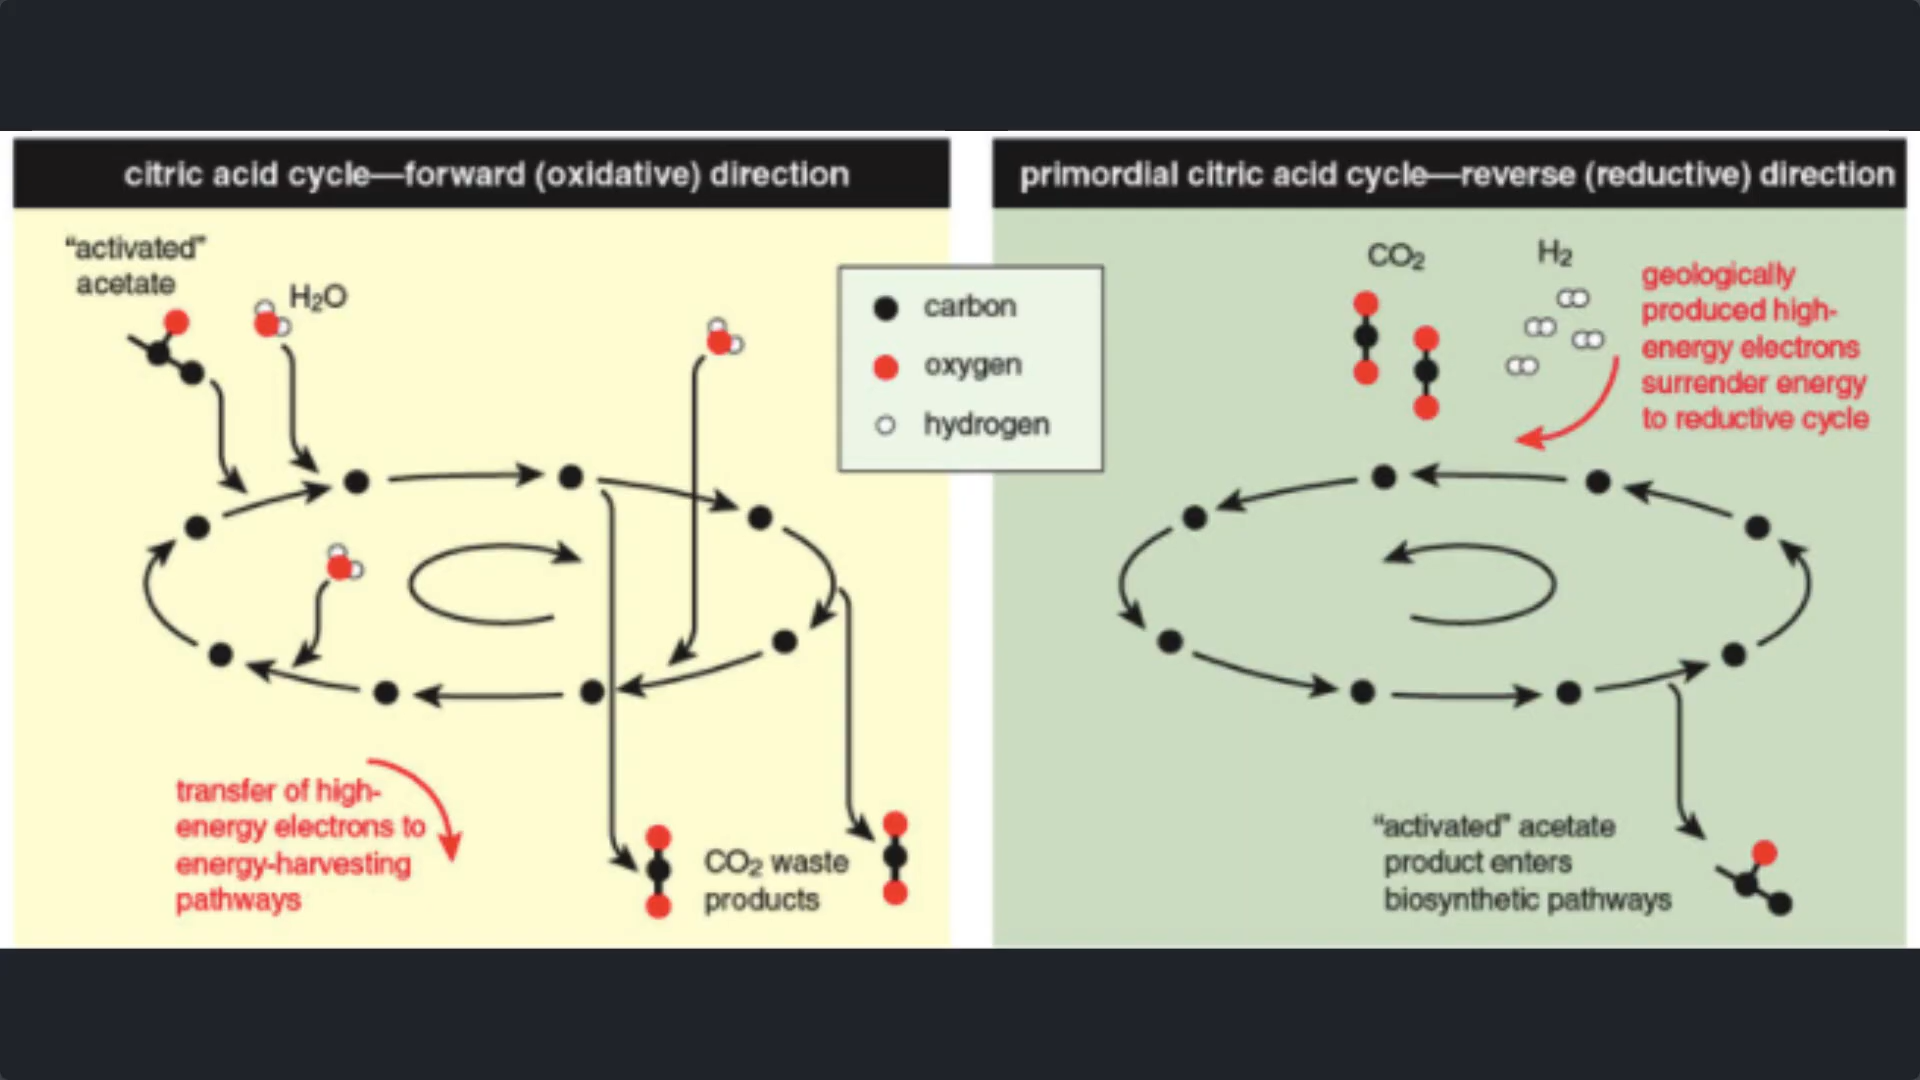 citric acid cycle—forward (oxidative) direction
“activated”
acetate
H₂O
transfer of high-
energy electrons to
energy-harvesting
pathways
CO₂ waste
products
carbon
oxygen
hydrogen
primordial citric acid cycle—reverse (reductive) direction
CO₂
H₂
geologically
produced high-
energy electrons
surrender energy
to reductive cycle
“activated” acetate
product enters
biosynthetic pathways